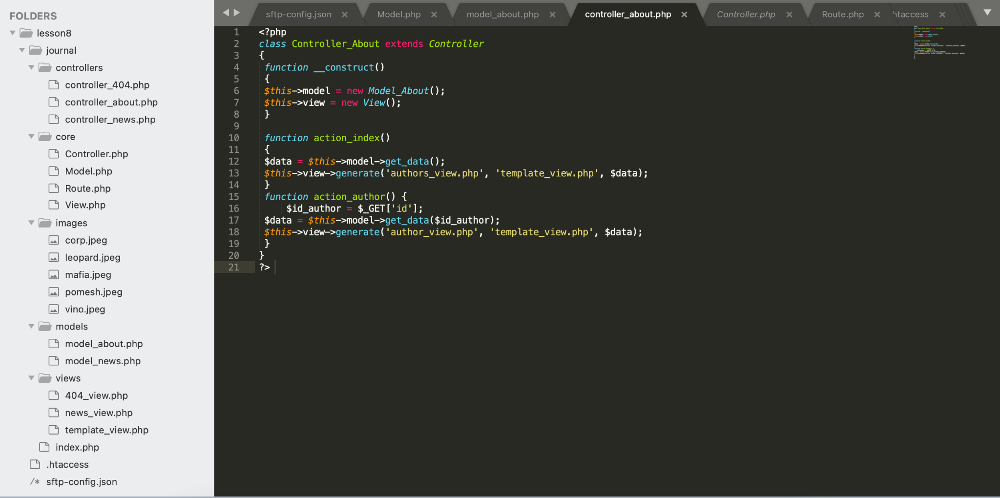 FOLDERS
lesson8
journal
controllers
controller_404.php
controller_about.php
controller_news.php
core
Controller.php
Model.php
Route.php
View.php
images
corp.jpeg
leopard.jpeg
mafia.jpeg
pomesh.jpeg
vino.jpeg
models
model_about.php
model_news.php
views
404_view.php
news_view.php
template_view.php
index.php
.htaccess
/* sftp-config.json
sftp-config.json × Model.php × model_about.php × controller_about.php × Controller.php × Route.php × htaccess ×
1 <?php
2 class Controller_About extends Controller
3 {
4 function __construct()
5 {
6 $this->model = new Model_About();
7 $this->view = new View();
8 }
9
10 function action_index()
11 {
12 $data = $this->model->get_data();
13 $this->view->generate('authors_view.php', 'template_view.php', $data);
14 }
15 function action_author() {
16 $id_author = $_GET['id'];
17 $data = $this->model->get_data($id_author);
18 $this->view->generate('author_view.php', 'template_view.php', $data);
19 }
20 }
21 ?>